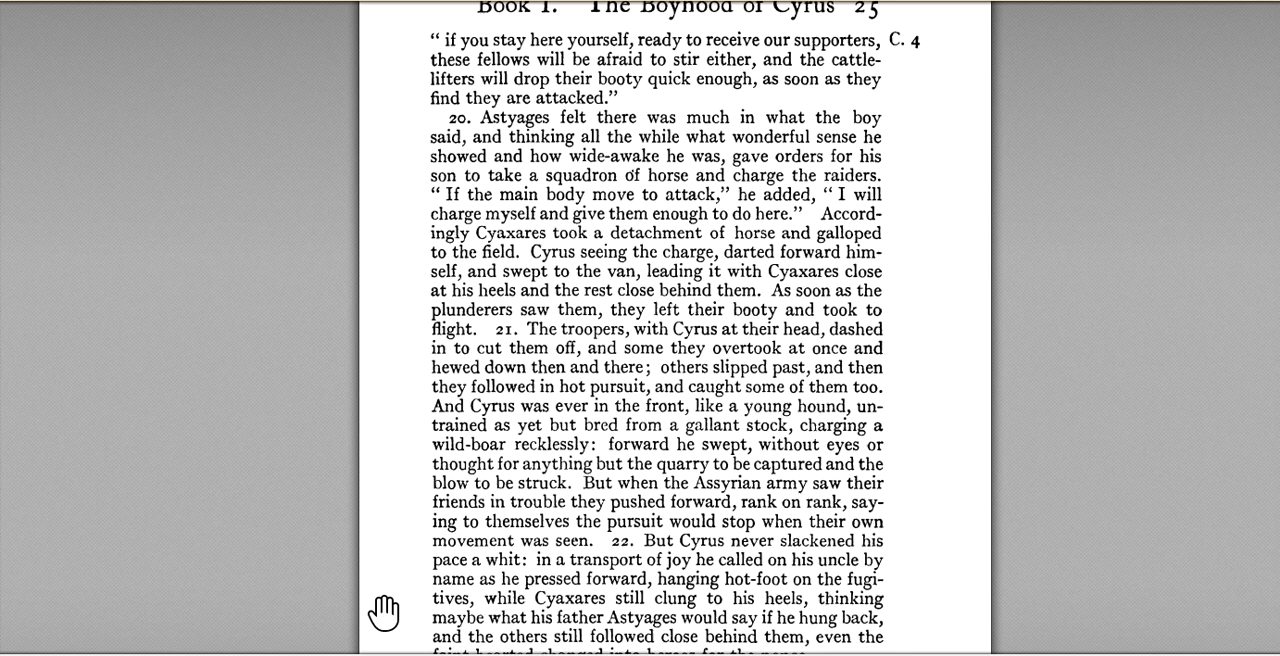 Book I. The Boyhood of Cyrus 25
“ if you stay here yourself, ready to receive our supporters, C. 4
these fellows will be afraid to stir either, and the cattle-
lifters will drop their booty quick enough, as soon as they
find they are attacked.”
20. Astyages felt there was much in what the boy
said, and thinking all the while what wonderful sense he
showed and how wide-awake he was, gave orders for his
son to take a squadron of horse and charge the raiders.
“ If the main body move to attack,” he added, “ I will
charge myself and give them enough to do here.” Accord-
ingly Cyaxares took a detachment of horse and galloped
to the field. Cyrus seeing the charge, darted forward him-
self, and swept to the van, leading it with Cyaxares close
at his heels and the rest close behind them. As soon as the
plunderers saw them, they left their booty and took to
flight. 21. The troopers, with Cyrus at their head, dashed
in to cut them off, and some they overtook at once and
hewed down then and there; others slipped past, and then
they followed in hot pursuit, and caught some of them too.
And Cyrus was ever in the front, like a young hound, un-
trained as yet but bred from a gallant stock, charging a
wild-boar recklessly: forward he swept, without eyes or
thought for anything but the quarry to be captured and the
blow to be struck. But when the Assyrian army saw their
friends in trouble they pushed forward, rank on rank, say-
ing to themselves the pursuit would stop when their own
movement was seen. 22. But Cyrus never slackened his
pace a whit: in a transport of joy he called on his uncle by
name as he pressed forward, hanging hot-foot on the fugi-
tives, while Cyaxares still clung to his heels, thinking
maybe what his father Astyages would say if he hung back,
and the others still followed close behind them, even the